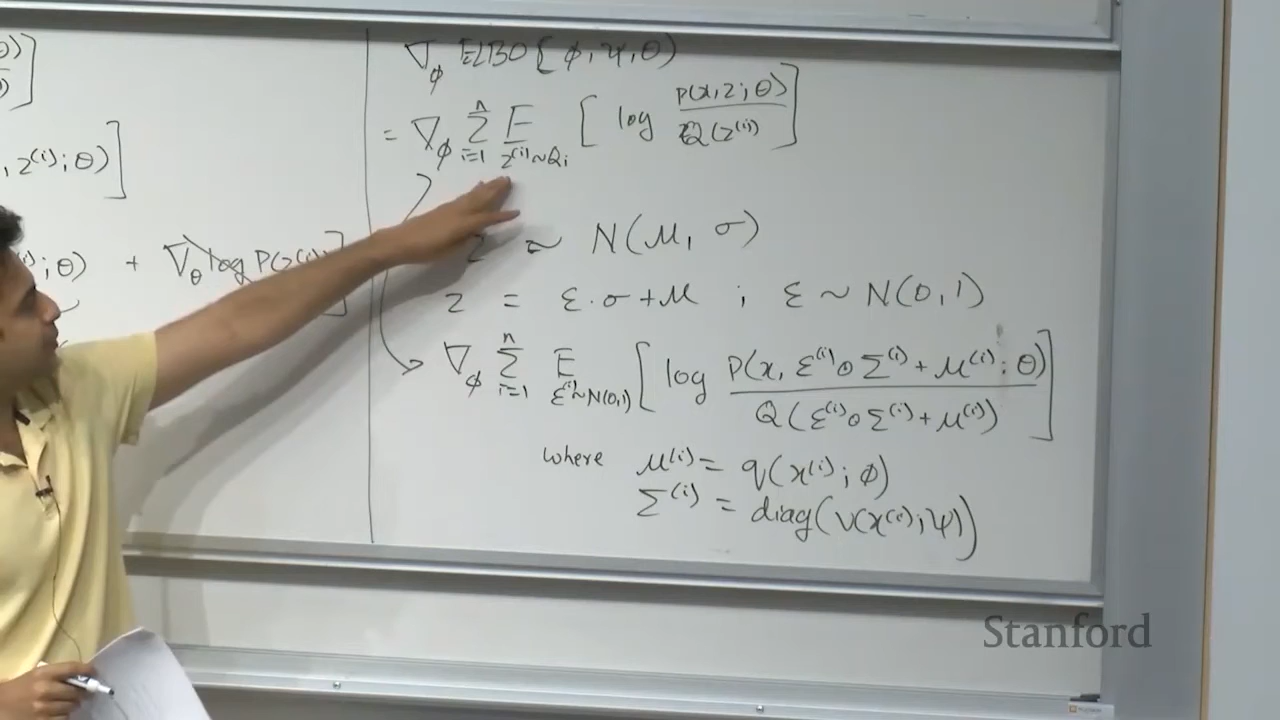 θ)
, z^(i); θ)]
; θ) + ∇_θ log P(z^(i)
∇_φ ELBO{φ, ψ, θ)
= ∇_φ Σ_{i=1}^{n} E_{z^(i)~Q_i} [log P(x, z; θ) / Q(z^(i))]
z ~ N(μ, σ)
z = ε · σ + μ ; ε ~ N(0, 1)
∇_φ Σ_{i=1}^{n} E_{ε^(i)~N(0,1)} [log P(x, ε^(i) ⊙ Σ^(i) + μ^(i); θ) / Q(ε^(i) ⊙ Σ^(i) + μ^(i))]
where μ^(i) = q(x^(i); φ)
Σ^(i) = diag(v(x^(i); ψ))
Stanford